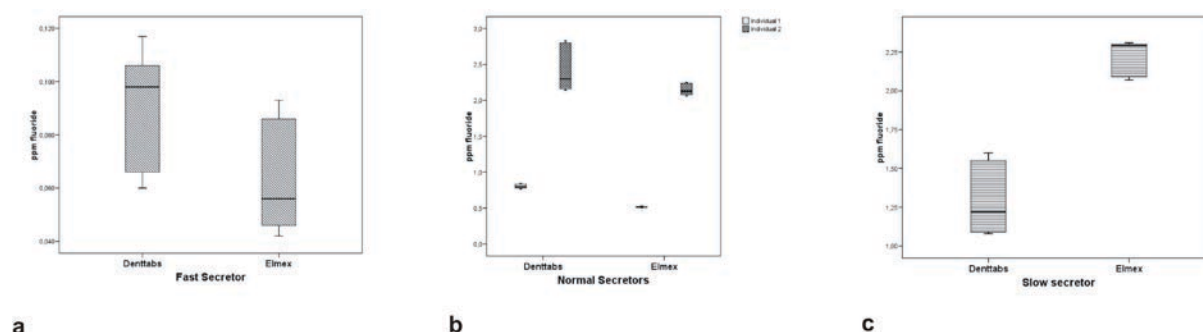 0,120
0,100
0,080
0,060
0,040
ppm fluoride
Denttabs Elmex
Fast Secretor
a
Individual 1
Individual 2
3,0
2,5
2,0
1,5
1,0
0,5
0,0
ppm fluoride
Denttabs Elmex
Normal Secretors
b
2,25
2,00
1,75
1,50
1,25
1,00
ppm fluoride
Denttabs Elmex
Slow secretor
c